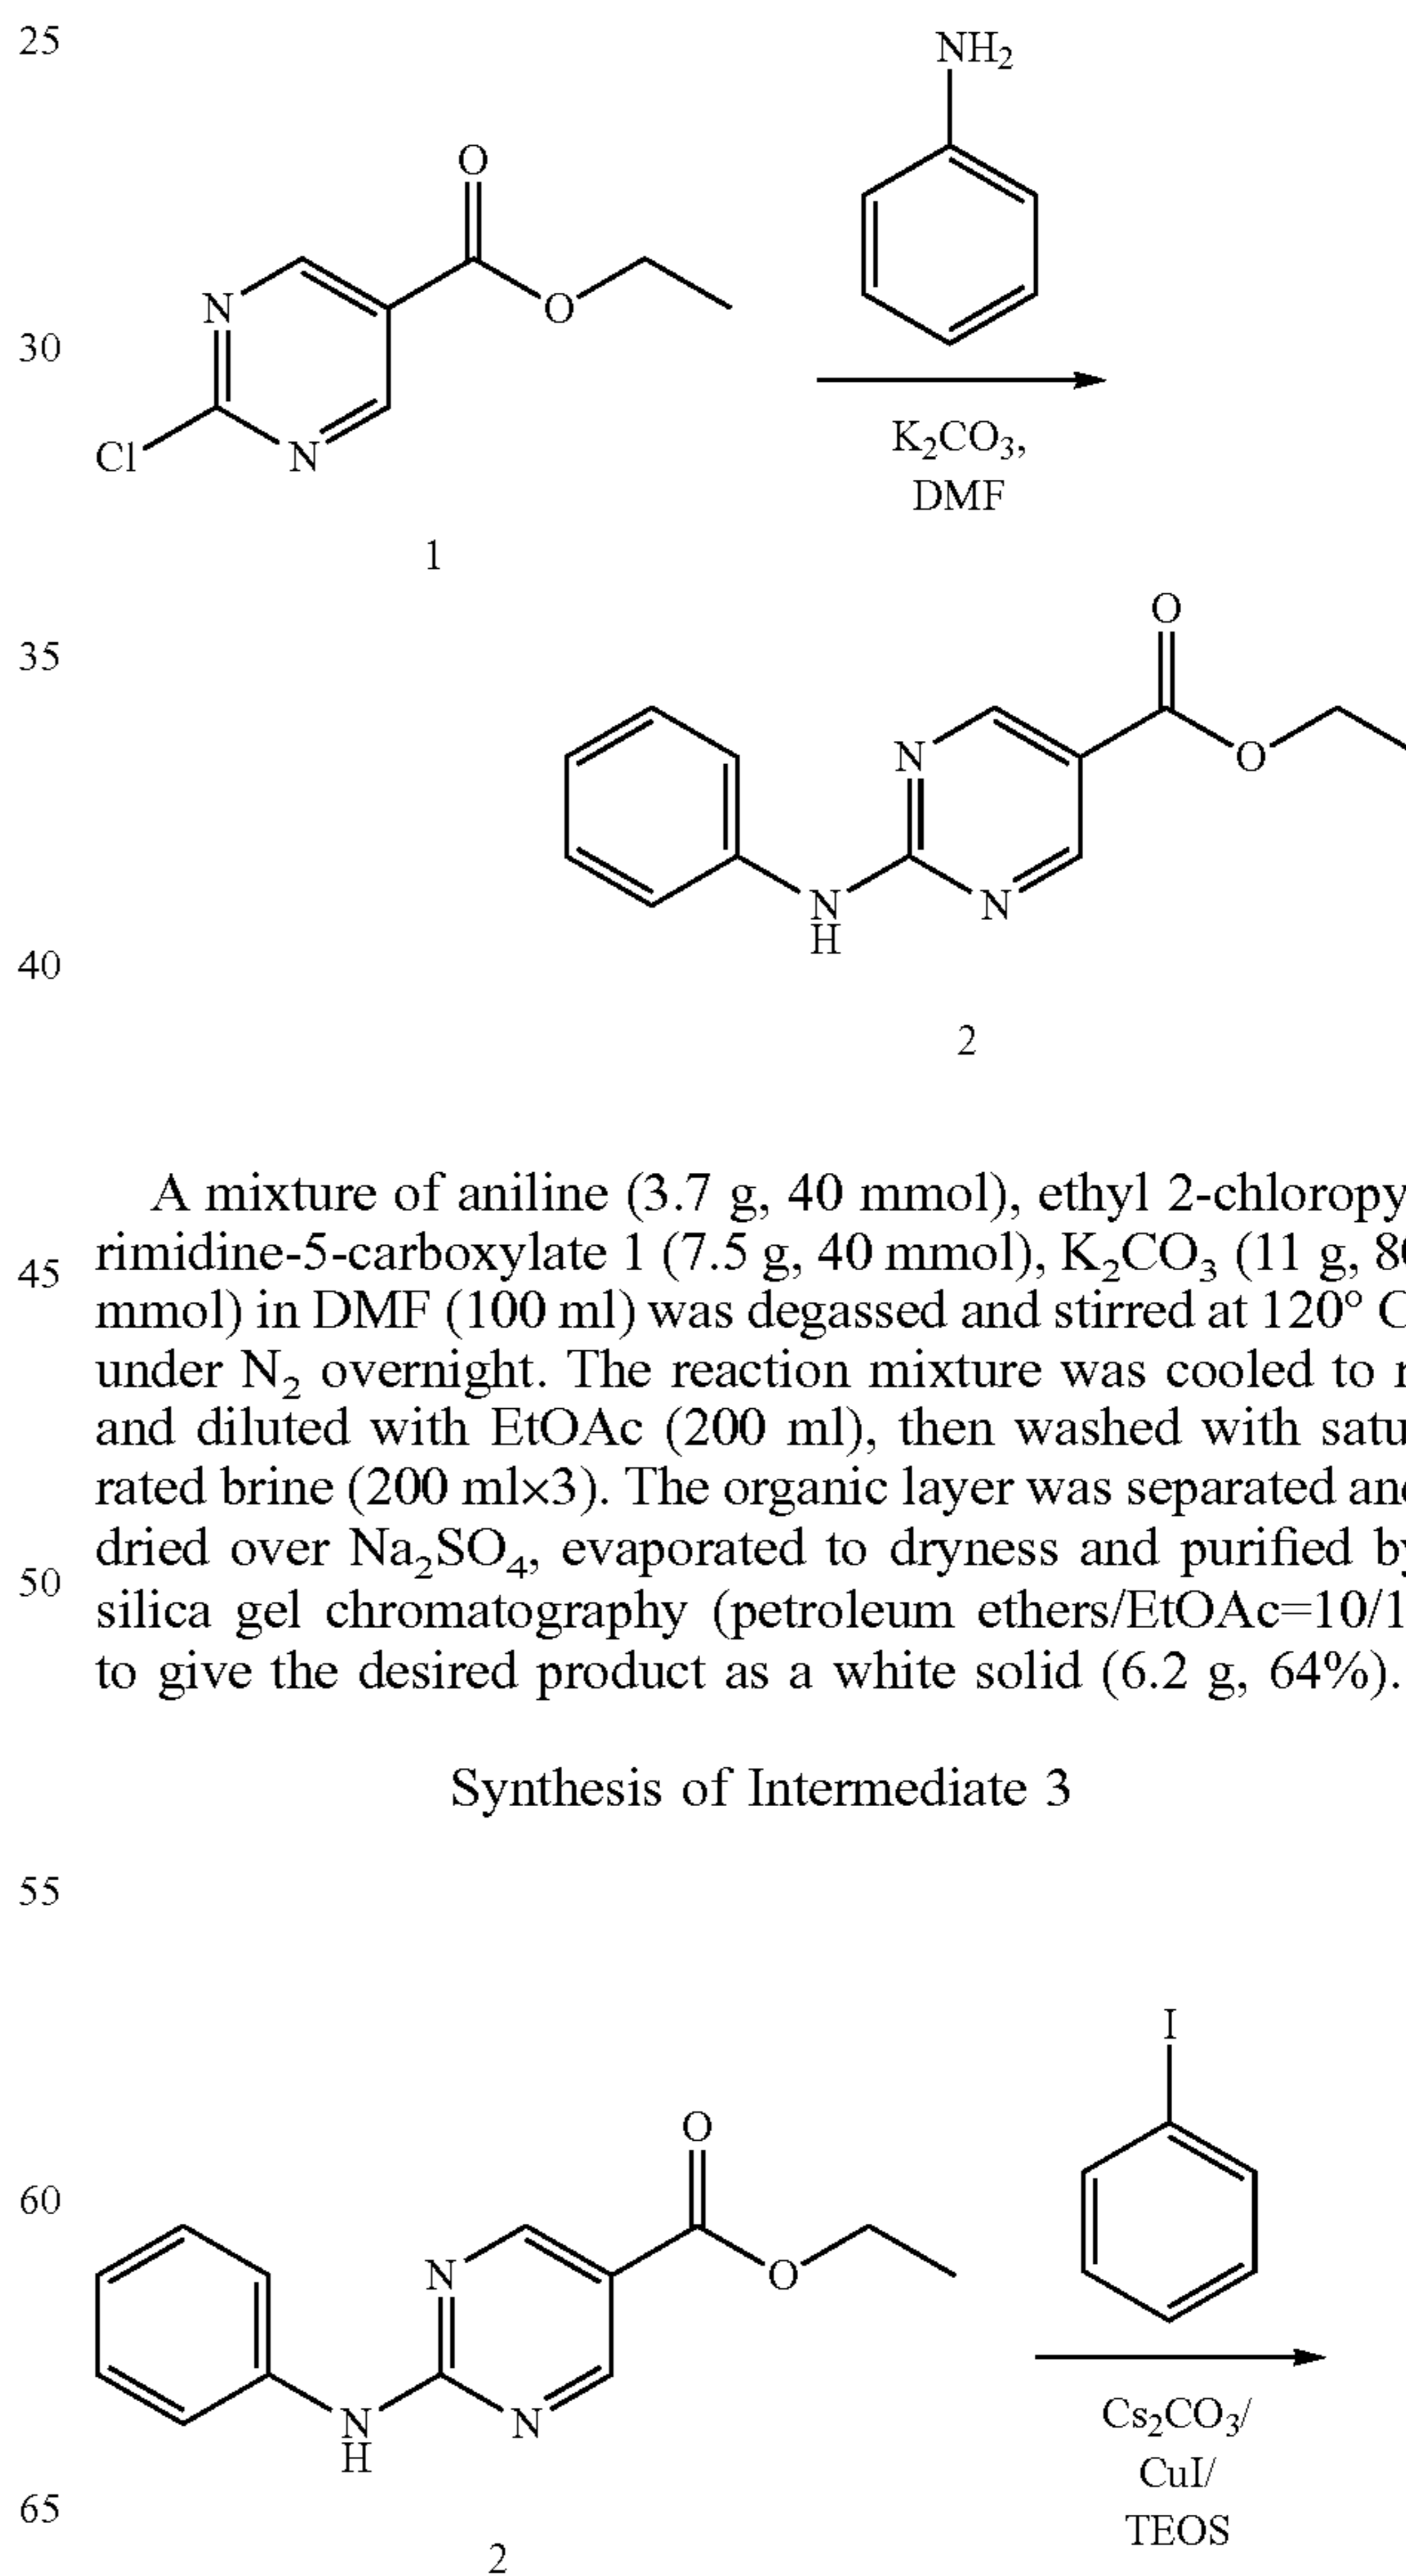 25
NH2
O
N
O
30
Cl
N
K2CO3,
DMF
1
O
35
N
O
N
H
N
40
2
A mixture of aniline (3.7 g, 40 mmol), ethyl 2-chloropy
45
rimidine-5-carboxylate 1 (7.5 g, 40 mmol), K2CO3 (11 g,
mmol) in DMF (100 ml) was degassed and stirred at 120°
under N2 overnight. The reaction mixture was cooled to
and diluted with EtOAc (200 ml), then washed with satu
rated brine (200 ml×3). The organic layer was separated
dried over Na2SO4, evaporated to dryness and purified
50
silica gel chromatography (petroleum ethers/EtOAc=10/1
to give the desired product as a white solid (6.2 g, 64%).
Synthesis of Intermediate 3
55
I
O
60
N
O
N
H
N
Cs2CO3/
CuI/
TEOS
65
2